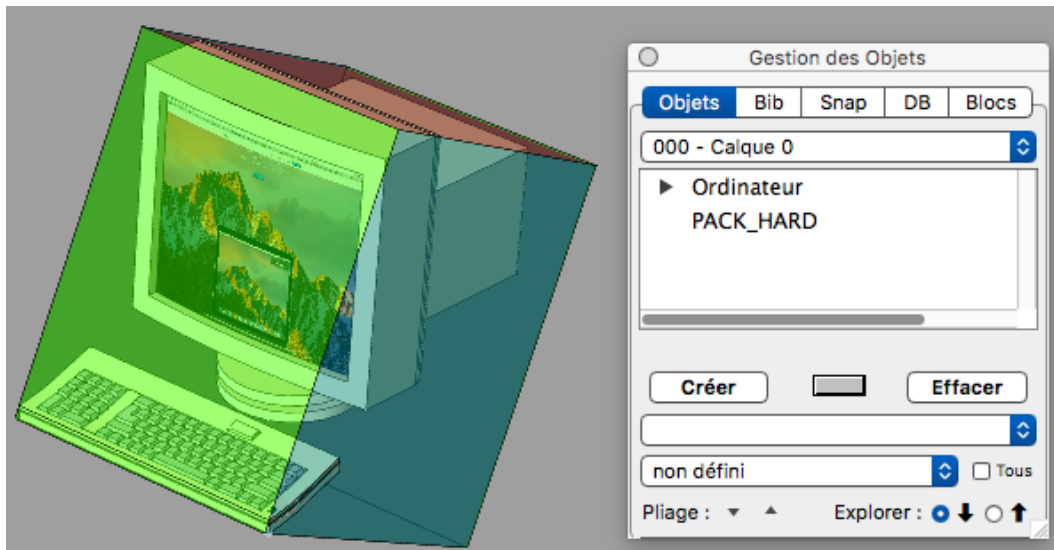 Gestion des Objets
Objets Bib Snap DB Blocs
000 - Calque 0
Ordinateur
PACK_HARD
Créer Effacer
non défini Tous
Pliage : Explorer :